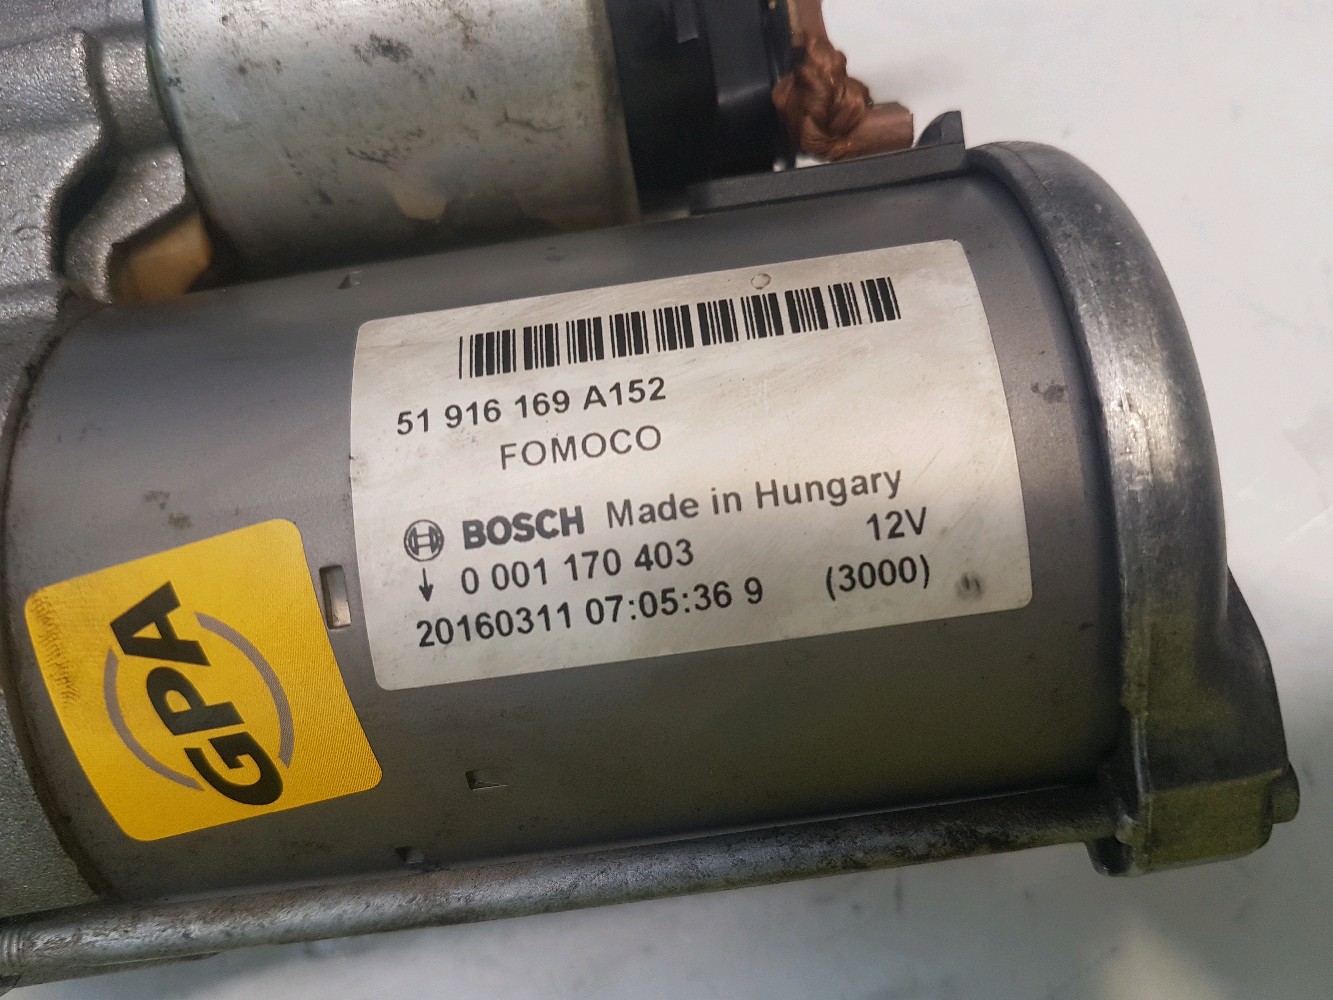 51 916 169 A152
FOMOCO
BOSCH Made in Hungary
0 001 170 403 12V
20160311 07:05:36 9 (3000)
GPA